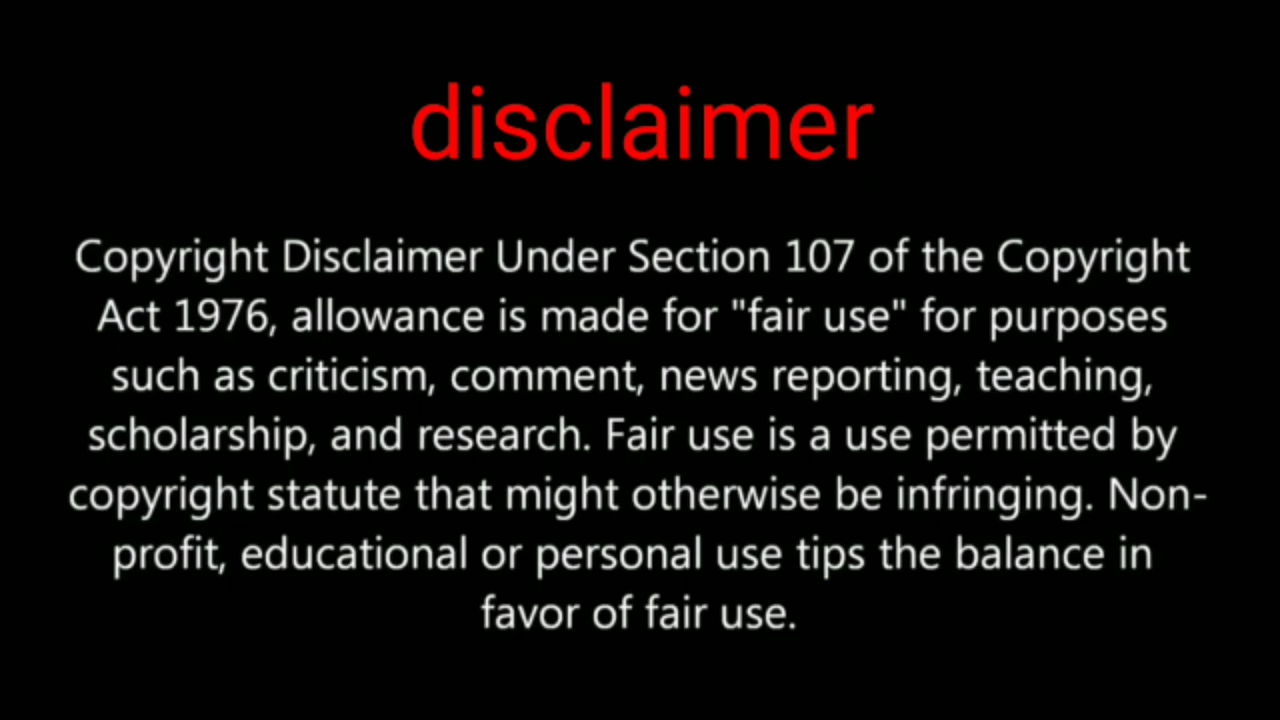 disclaimer
Copyright Disclaimer Under Section 107 of the Copyright
Act 1976, allowance is made for "fair use" for purposes
such as criticism, comment, news reporting, teaching,
scholarship, and research. Fair use is a use permitted by
copyright statute that might otherwise be infringing. Non-
profit, educational or personal use tips the balance in
favor of fair use.